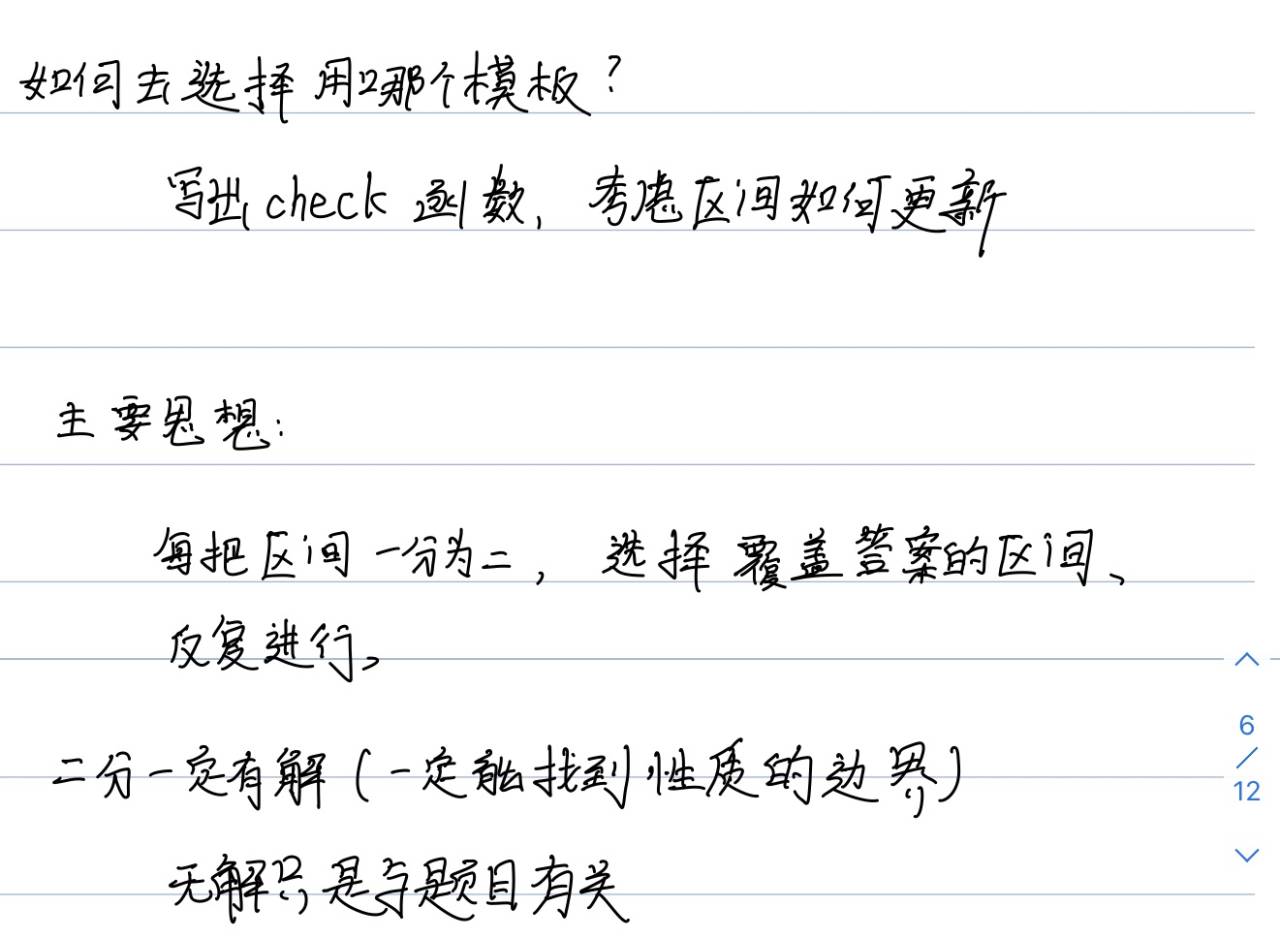 如何去选择用哪个模板?
写出check函数, 考虑区间如何更新
主要思想:
每把区间一分为二, 选择覆盖答案的区间、
反复进行。
二分一定有解(一定能找到性质的边界)
无解只是与题目有关
6
/
12